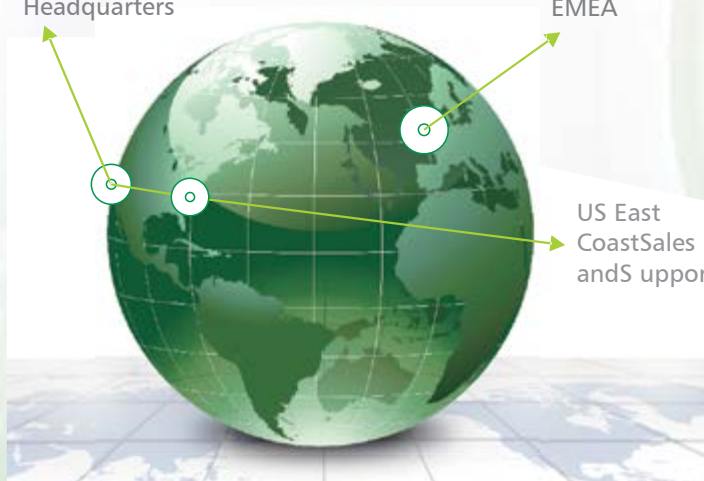 Headquarters
EMEA
US East
CoastSales
andS uppor